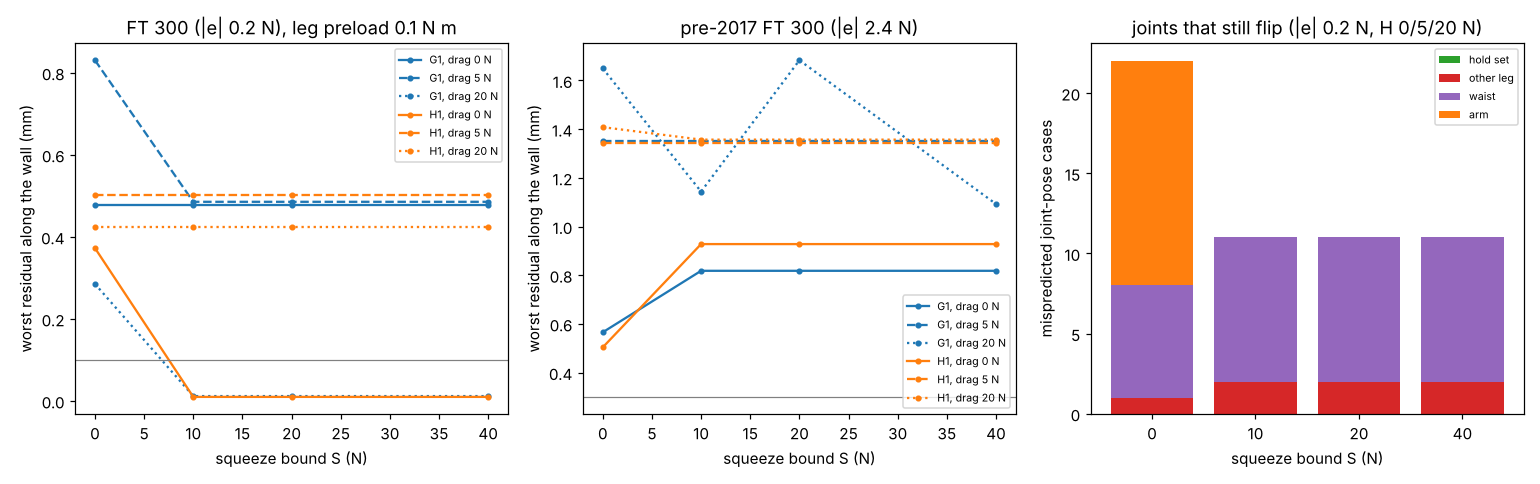 FT 300 (|e| 0.2 N), leg preload 0.1 N m
worst residual along the wall (mm)
0.8
0.6
0.4
0.2
0.0
G1, drag 0 N
G1, drag 5 N
G1, drag 20 N
H1, drag 0 N
H1, drag 5 N
H1, drag 20 N
0 5 10 15 20 25 30 35 40
squeeze bound S (N)
pre-2017 FT 300 (|e| 2.4 N)
worst residual along the wall (mm)
1.6
1.4
1.2
1.0
0.8
0.6
0.4
G1, drag 0 N
G1, drag 5 N
G1, drag 20 N
H1, drag 0 N
H1, drag 5 N
H1, drag 20 N
0 5 10 15 20 25 30 35 40
squeeze bound S (N)
joints that still flip (|e| 0.2 N, H 0/5/20 N)
mispredicted joint-pose cases
20
15
10
5
0
hold set
other leg
waist
arm
0 10 20 40
squeeze bound S (N)